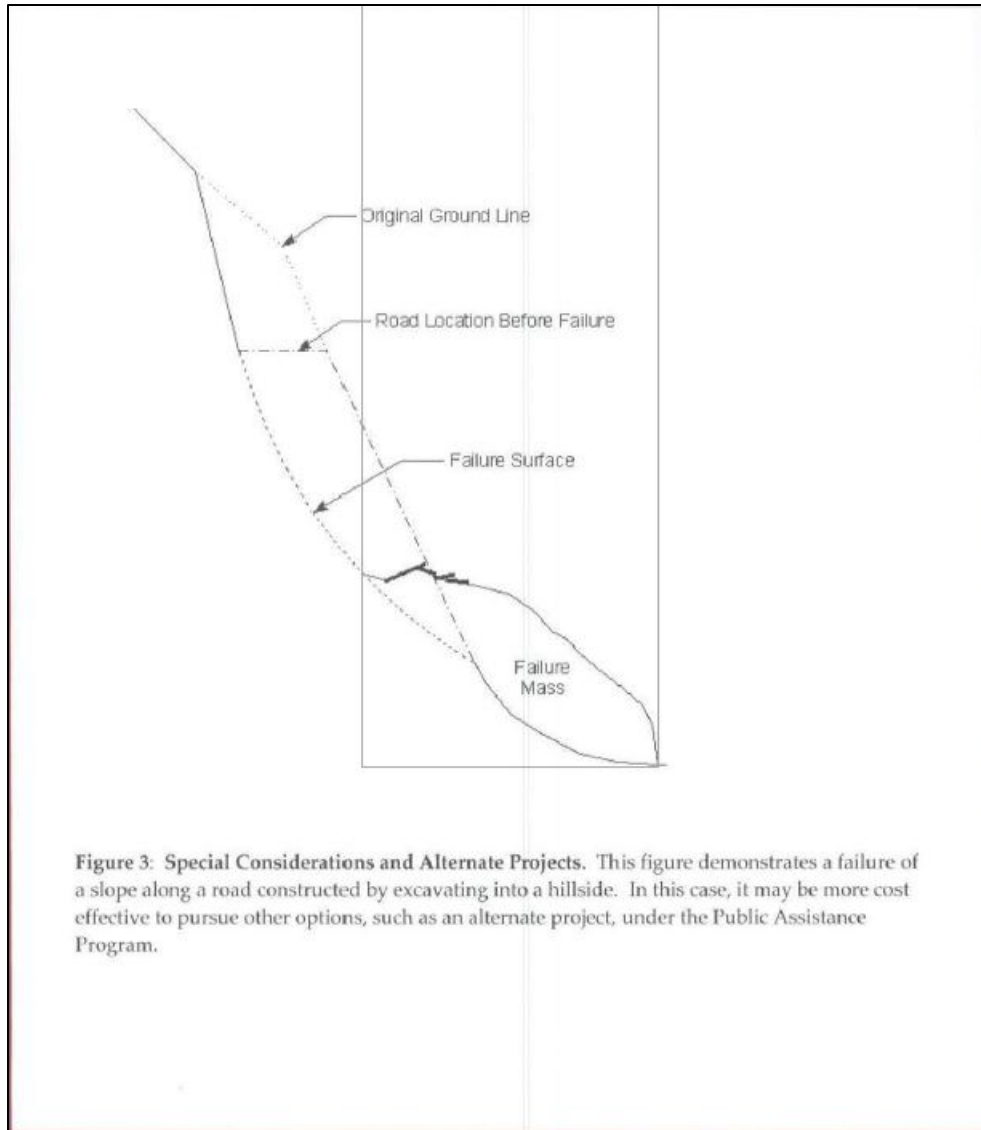 Original Ground Line
Road Location Before Failure
Failure Surface
Failure
Mass
Figure 3: Special Considerations and Alternate Projects. This figure demonstrates a failure of
a slope along a road constructed by excavating into a hillside. In this case, it may be more cost
effective to pursue other options, such as an alternate project, under the Public Assistance
Program.